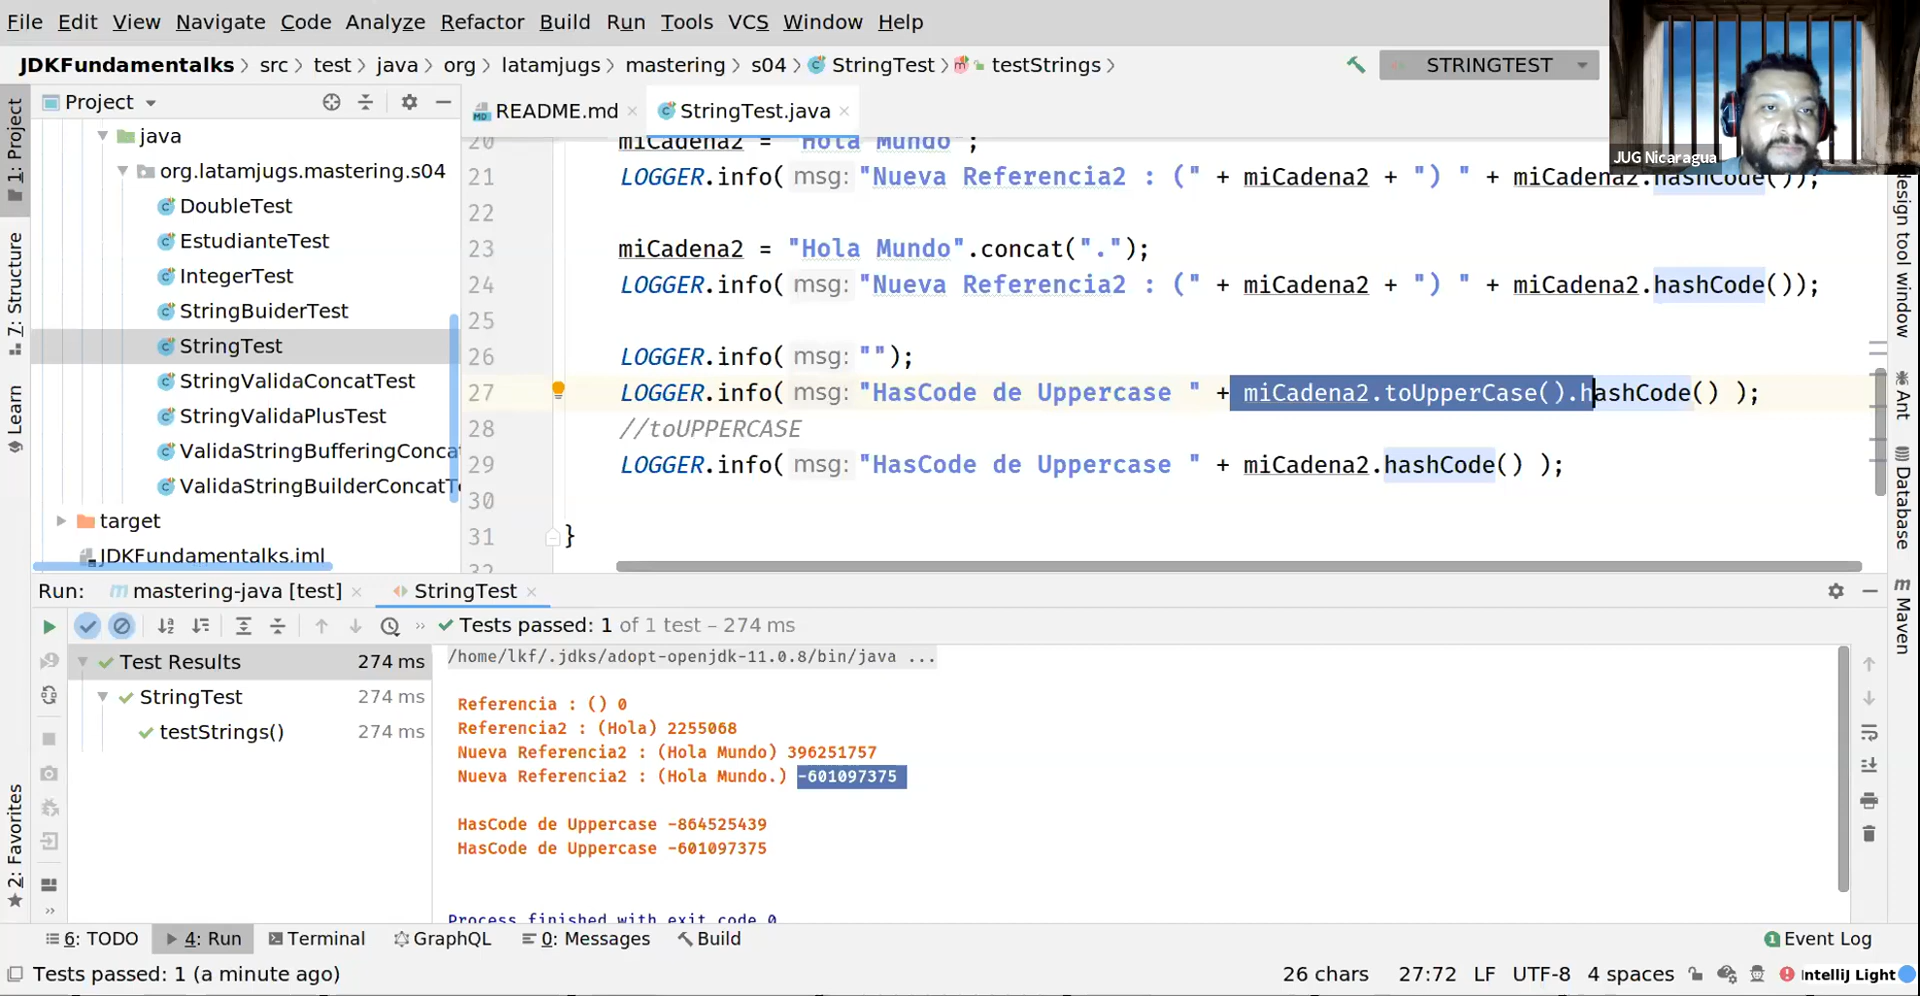 File Edit View Navigate Code Analyze Refactor Build Run Tools VCS Window Help
JDKFundamentalks > src > test > java > org > latamjugs > mastering > s04 > StringTest > testStrings >
STRINGTEST
JUG Nicaragua
1: Project
7: Structure
Learn
2: Favorites
Project
java
org.latamjugs.mastering.s04
DoubleTest
EstudianteTest
IntegerTest
StringBuiderTest
StringTest
StringValidaConcatTest
StringValidaPlusTest
ValidaStringBufferingConca
ValidaStringBuilderConcatT
target
JDKFundamentalks.iml
README.md
StringTest.java
20 miCadena2 = "Hola Mundo";
21 LOGGER.info( msg: "Nueva Referencia2 : (" + miCadena2 + ") " + miCadena2.hashCode());
22
23 miCadena2 = "Hola Mundo".concat(".");
24 LOGGER.info( msg: "Nueva Referencia2 : (" + miCadena2 + ") " + miCadena2.hashCode());
25
26 LOGGER.info( msg: "");
27 LOGGER.info( msg: "HasCode de Uppercase " + miCadena2.toUpperCase().hashCode() );
28 //toUPPERCASE
29 LOGGER.info( msg: "HasCode de Uppercase " + miCadena2.hashCode() );
30
31 }
32
design tool window
Ant
Database
Maven
Run: mastering-java [test] StringTest
Tests passed: 1 of 1 test – 274 ms
Test Results 274 ms
StringTest 274 ms
testStrings() 274 ms
/home/lkf/.jdks/adopt-openjdk-11.0.8/bin/java ...
Referencia : () 0
Referencia2 : (Hola) 2255068
Nueva Referencia2 : (Hola Mundo) 396251757
Nueva Referencia2 : (Hola Mundo.) -601097375
HasCode de Uppercase -864525439
HasCode de Uppercase -601097375
Process finished with exit code 0
6: TODO 4: Run Terminal GraphQL 0: Messages Build 1 Event Log
Tests passed: 1 (a minute ago) 26 chars 27:72 LF UTF-8 4 spaces IntelliJ Light